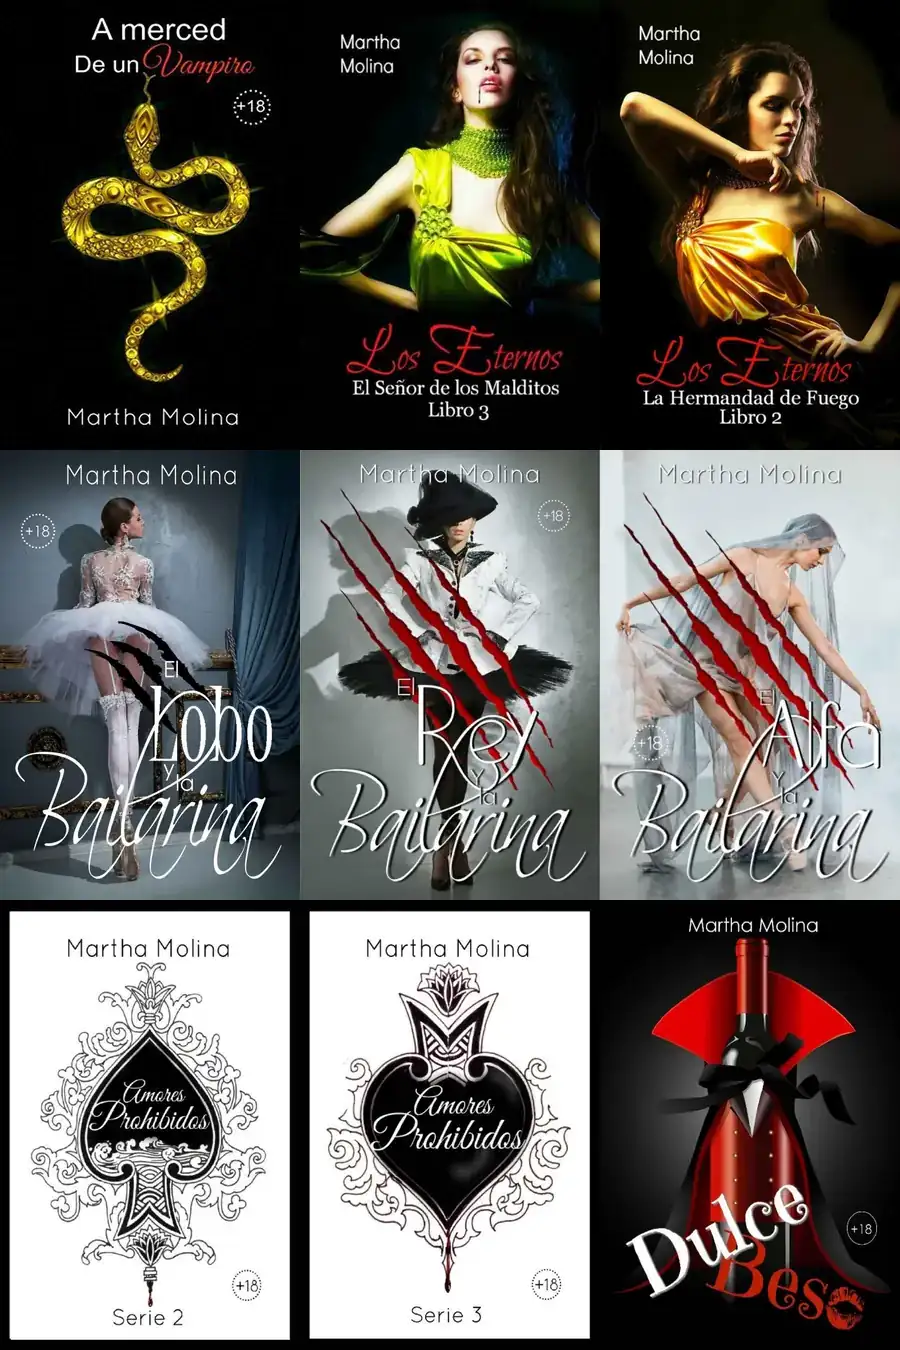 A merced
De un Vampiro
+18
Martha Molina
Martha
Molina
Los Eternos
El Señor de los Malditos
Libro 3
Martha
Molina
Los Eternos
La Hermandad de Fuego
Libro 2
Martha Molina
+18
El
Lobo
y la
Bailarina
Martha Molina
+18
El
Rey
y la
Bailarina
Martha Molina
+18
El
Alfa
y la
Bailarina
Martha Molina
Amores
Prohibidos
+18
Serie 2
Martha Molina
Amores
Prohibidos
+18
Serie 3
Martha Molina
Dulce
Beso
+18